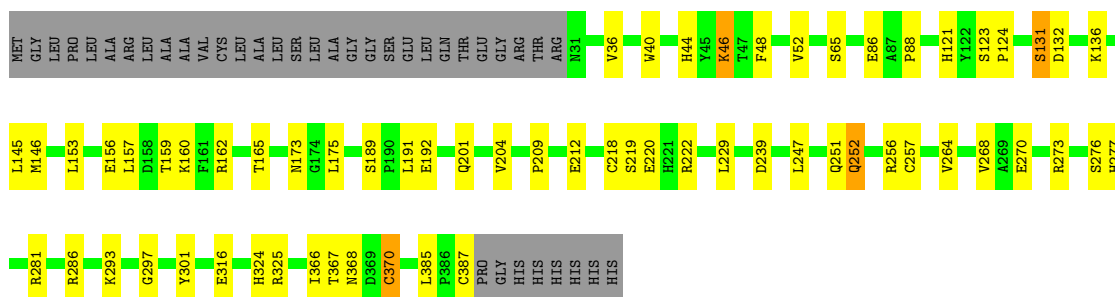 MET GLY LEU PRO LEU ALA ARG LEU ALA ALA VAL CYS LEU ALA LEU SER LEU ALA GLY GLY SER GLU LEU GLN THR GLU GLY ARG THR ARG N31 V36 W40 H44 Y45 K46 T47 F48 V52 S65 E86 A87 P88 H121 Y122 S123 P124 S131 D132 K136
L145 M146 L153 E156 L157 D158 T159 K160 F161 R162 T165 N173 G174 L175 S189 P190 L191 E192 Q201 V204 P209 E212 C218 S219 E220 H221 R222 L229 D239 L247 Q251 Q252 R256 C257 V264 V268 A269 E270 R273 S276 H277
R281 R286 K293 G297 Y301 E316 H324 R325 I366 T367 N368 D369 C370 L385 P386 C387 PRO GLY HIS HIS HIS HIS HIS HIS